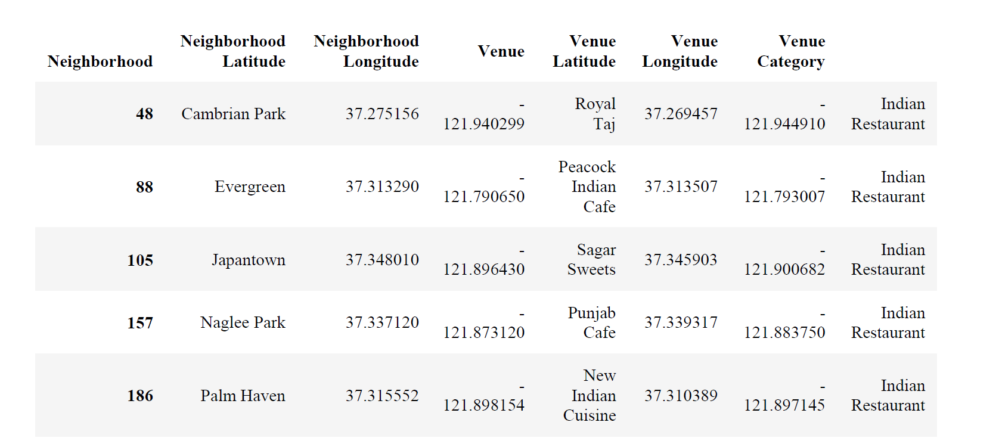 Neighborhood Neighborhood Latitude Neighborhood Longitude Venue Venue Latitude Venue Longitude Venue Category
48 Cambrian Park 37.275156 -121.940299 Royal Taj 37.269457 -121.944910 Indian Restaurant
88 Evergreen 37.313290 -121.790650 Peacock Indian Cafe 37.313507 -121.793007 Indian Restaurant
105 Japantown 37.348010 -121.896430 Sagar Sweets 37.345903 -121.900682 Indian Restaurant
157 Naglee Park 37.337120 -121.873120 Punjab Cafe 37.339317 -121.883750 Indian Restaurant
186 Palm Haven 37.315552 -121.898154 New Indian Cuisine 37.310389 -121.897145 Indian Restaurant